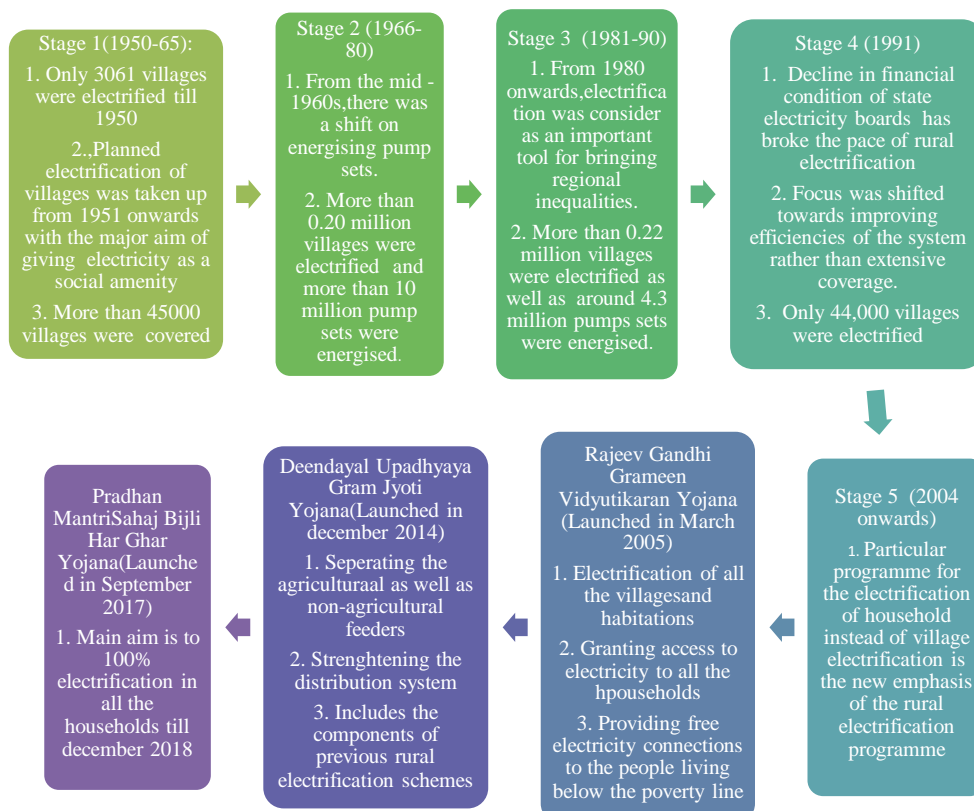 Stage 1(1950-65):
1. Only 3061 villages
were electrified till
1950
2.,Planned
electrification of
villages was taken up
from 1951 onwards
with the major aim of
giving electricity as a
social amenity
3. More than 45000
villages were covered
Stage 2 (1966-
80)
1. From the mid -
1960s,there was
a shift on
energising pump
sets.
2. More than
0.20 million
villages were
electrified and
more than 10
million pump
sets were
energised.
Stage 3 (1981-90)
1. From 1980
onwards,electrifica
tion was consider
as an important
tool for bringing
regional
inequalities.
2. More than 0.22
million villages
were electrified as
well as around 4.3
million pumps sets
were energised.
Stage 4 (1991)
1. Decline in financial
condition of state
electricity boards has
broke the pace of rural
electrification
2. Focus was shifted
towards improving
efficiencies of the system
rather than extensive
coverage.
3. Only 44,000 villages
were electrified
Stage 5 (2004
onwards)
1. Particular
programme for
the electrification
of household
instead of village
electrification is
the new emphasis
of the rural
electrification
programme
Rajeev Gandhi
Grameen
Vidyutikaran Yojana
(Launched in March
2005)
1. Electrification of all
the villagesand
habitations
2. Granting access to
electricity to all the
hpouseholds
3. Providing free
electricity connections
to the people living
below the poverty line
Deendayal Upadhyaya
Gram Jyoti
Yojona(Launched in
december 2014)
1. Seperating the
agriculturaal as well as
non-agricultural
feeders
2. Strenghtening the
distribution system
3. Includes the
components of
previous rural
electrification schemes
Pradhan
MantriSahaj Bijli
Har Ghar
Yojona(Launche
d in September
2017)
1. Main aim is to
100%
electrification in
all the
households till
december 2018